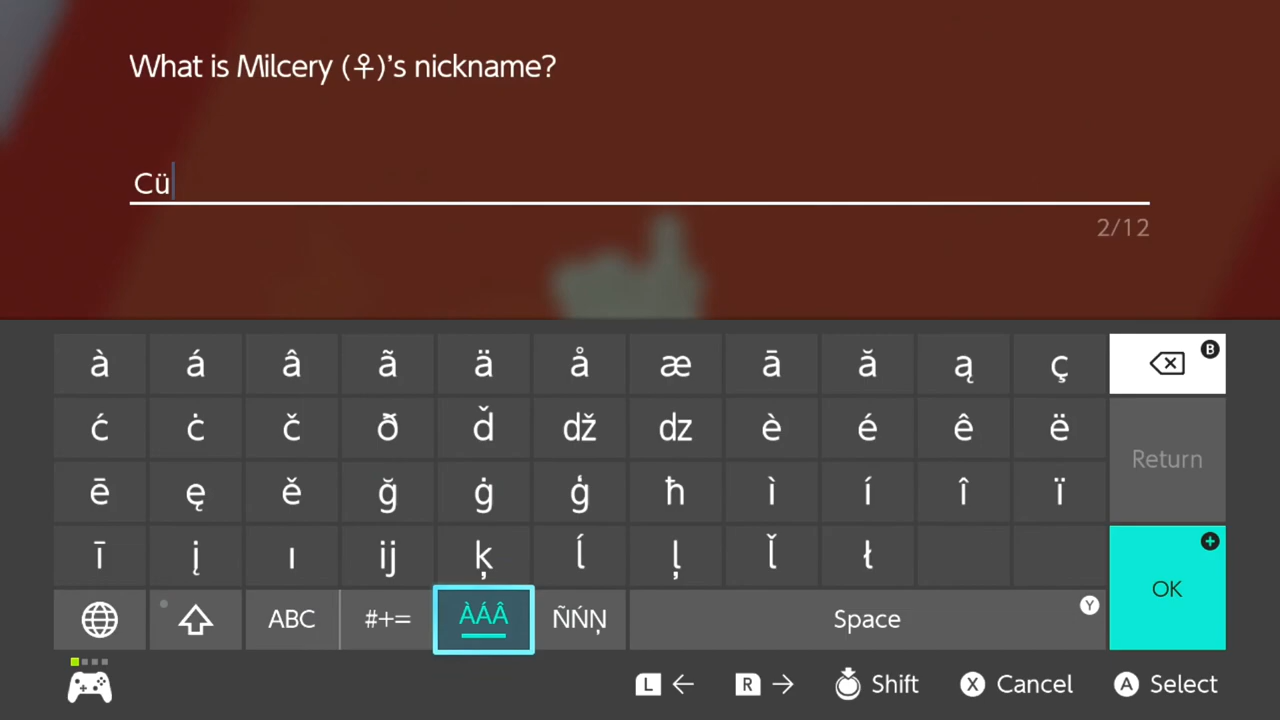 What is Milcery (♀)'s nickname?
Cü
2/12
à á â ã ä å æ ā ă ą ç B
ć ċ č ð ď dž dz è é ê ë Return
ē ę ě ğ ġ ģ ħ ì í î ï
ī į ı ij ķ ĺ ļ ľ ł + OK
ABC #+= ÀÁÂ ÑŃŅ Space Y
L ← R → Shift X Cancel A Select